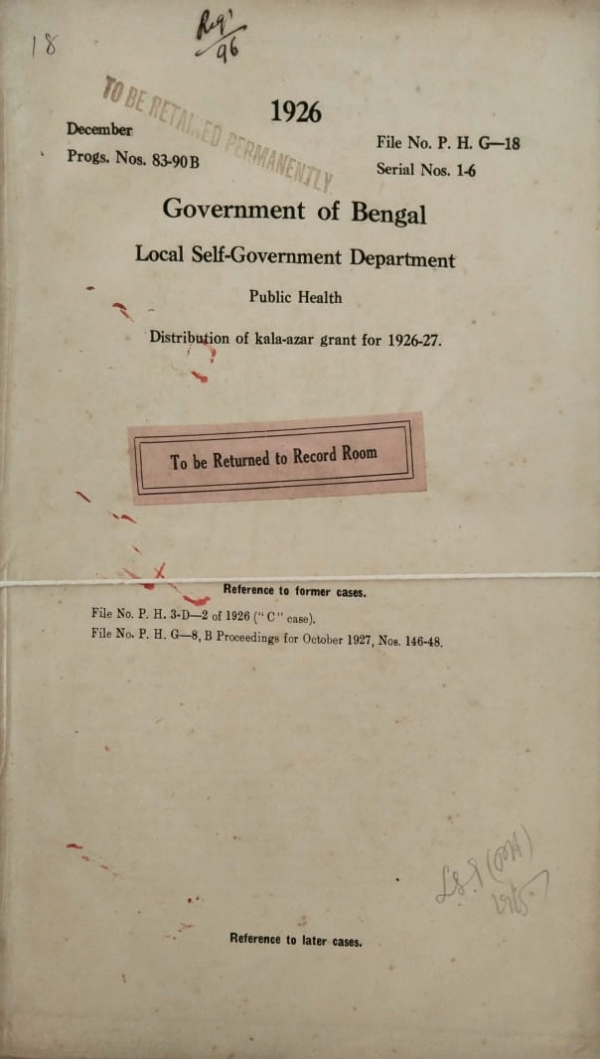 18
96
TO BE RETAINED PERMANENTLY
1926
December
File No. P. H. G—18
Progs. Nos. 83-90 B
Serial Nos. 1-6
Government of Bengal
Local Self-Government Department
Public Health
Distribution of kala-azar grant for 1926-27.
To be Returned to Record Room
Reference to former cases.
File No. P. H. 3-D—2 of 1926 ("C" case).
File No. P. H. G—8, B Proceedings for October 1927, Nos. 146-48.
Reference to later cases.